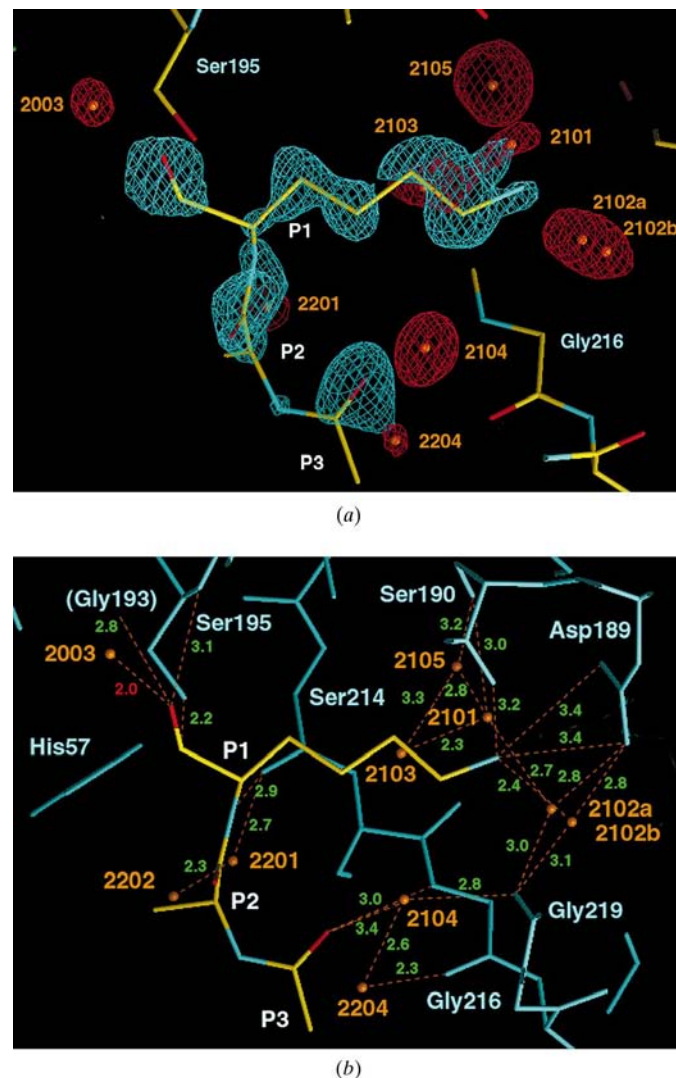 Ser195
2105
2003
2103
2101
2102a
P1
2102b
2201
Gly216
P2
2104
P3
2204
(a)
(Gly193)
Ser190
2.8
Ser195
3.2
Asp189
2003
3.1
3.0
2105
2.0
Ser214
3.3
2.8
3.2
3.4
2.2
2101
His57
P1
2.3
3.4
2103
2.7
2.8
2.8
2.9
2.4
2102a
2.7
2102b
2.3
2201
3.0
3.1
2202
3.0
2.8
P2
3.4
2104
Gly219
2.6
2.3
P3
2204
Gly216
(b)